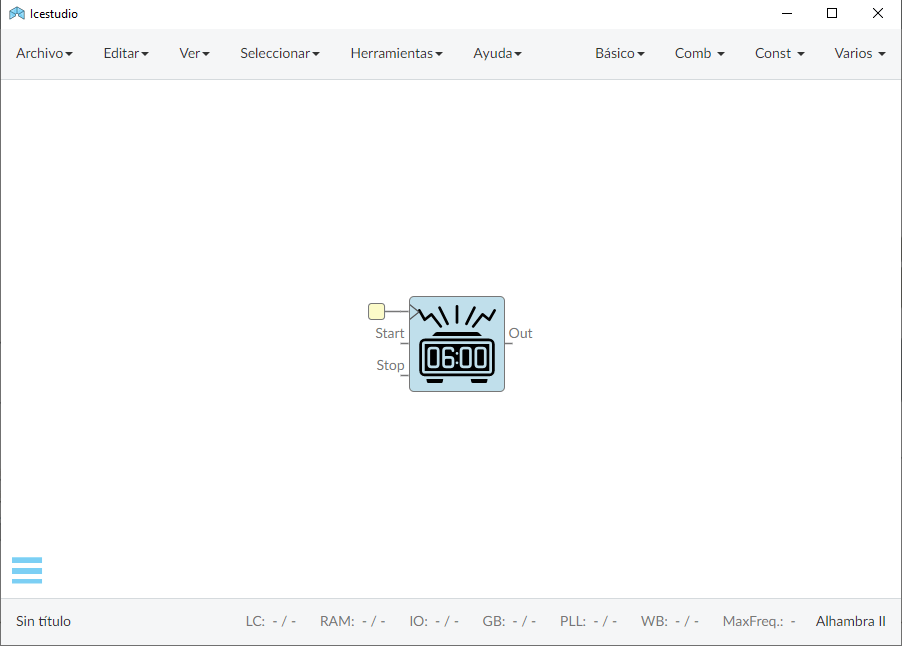 Icestudio
Archivo Editar Ver Seleccionar Herramientas Ayuda Básico Comb Const Varios
Start
Out
06:00
Stop
Sin título LC: - / - RAM: - / - IO: - / - GB: - / - PLL: - / - WB: - / - MaxFreq.: - Alhambra II